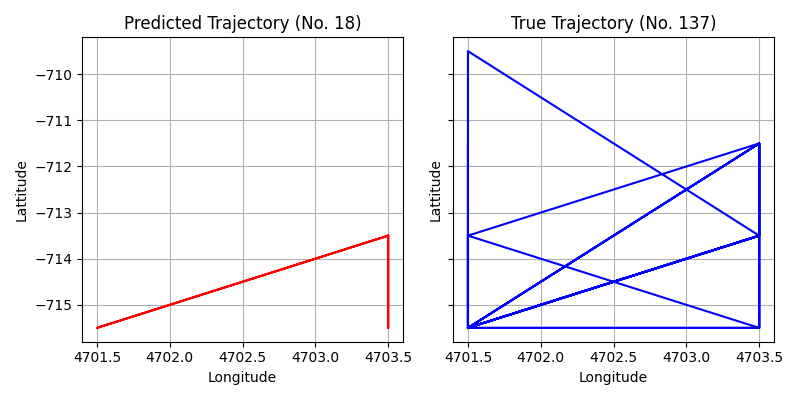 Predicted Trajectory (No. 18)
Lattitude
−710
−711
−712
−713
−714
−715
4701.5 4702.0 4702.5 4703.0 4703.5
Longitude
True Trajectory (No. 137)
Lattitude
4701.5 4702.0 4702.5 4703.0 4703.5
Longitude